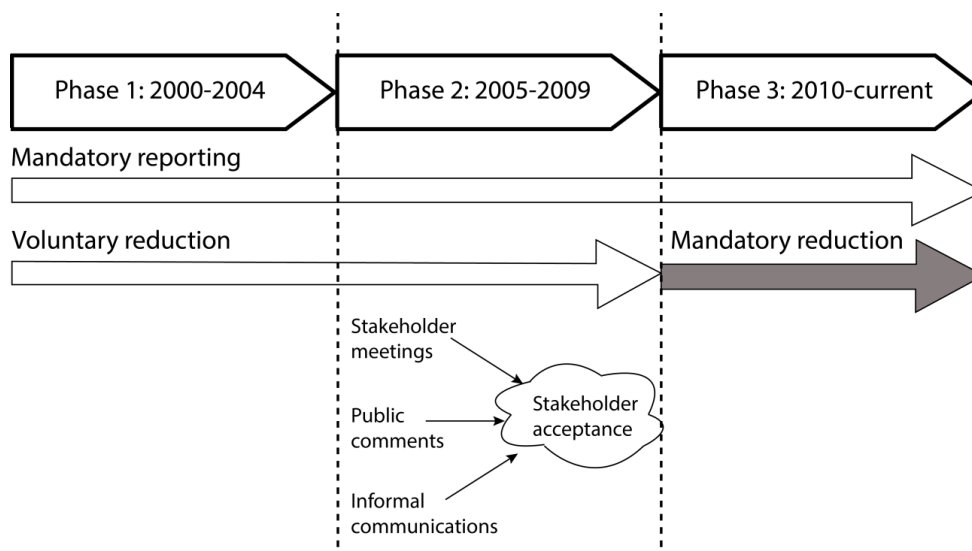 Phase 1: 2000-2004
Phase 2: 2005-2009
Phase 3: 2010-current
Mandatory reporting
Voluntary reduction
Mandatory reduction
Stakeholder
meetings
Public
comments
Informal
communications
Stakeholder
acceptance